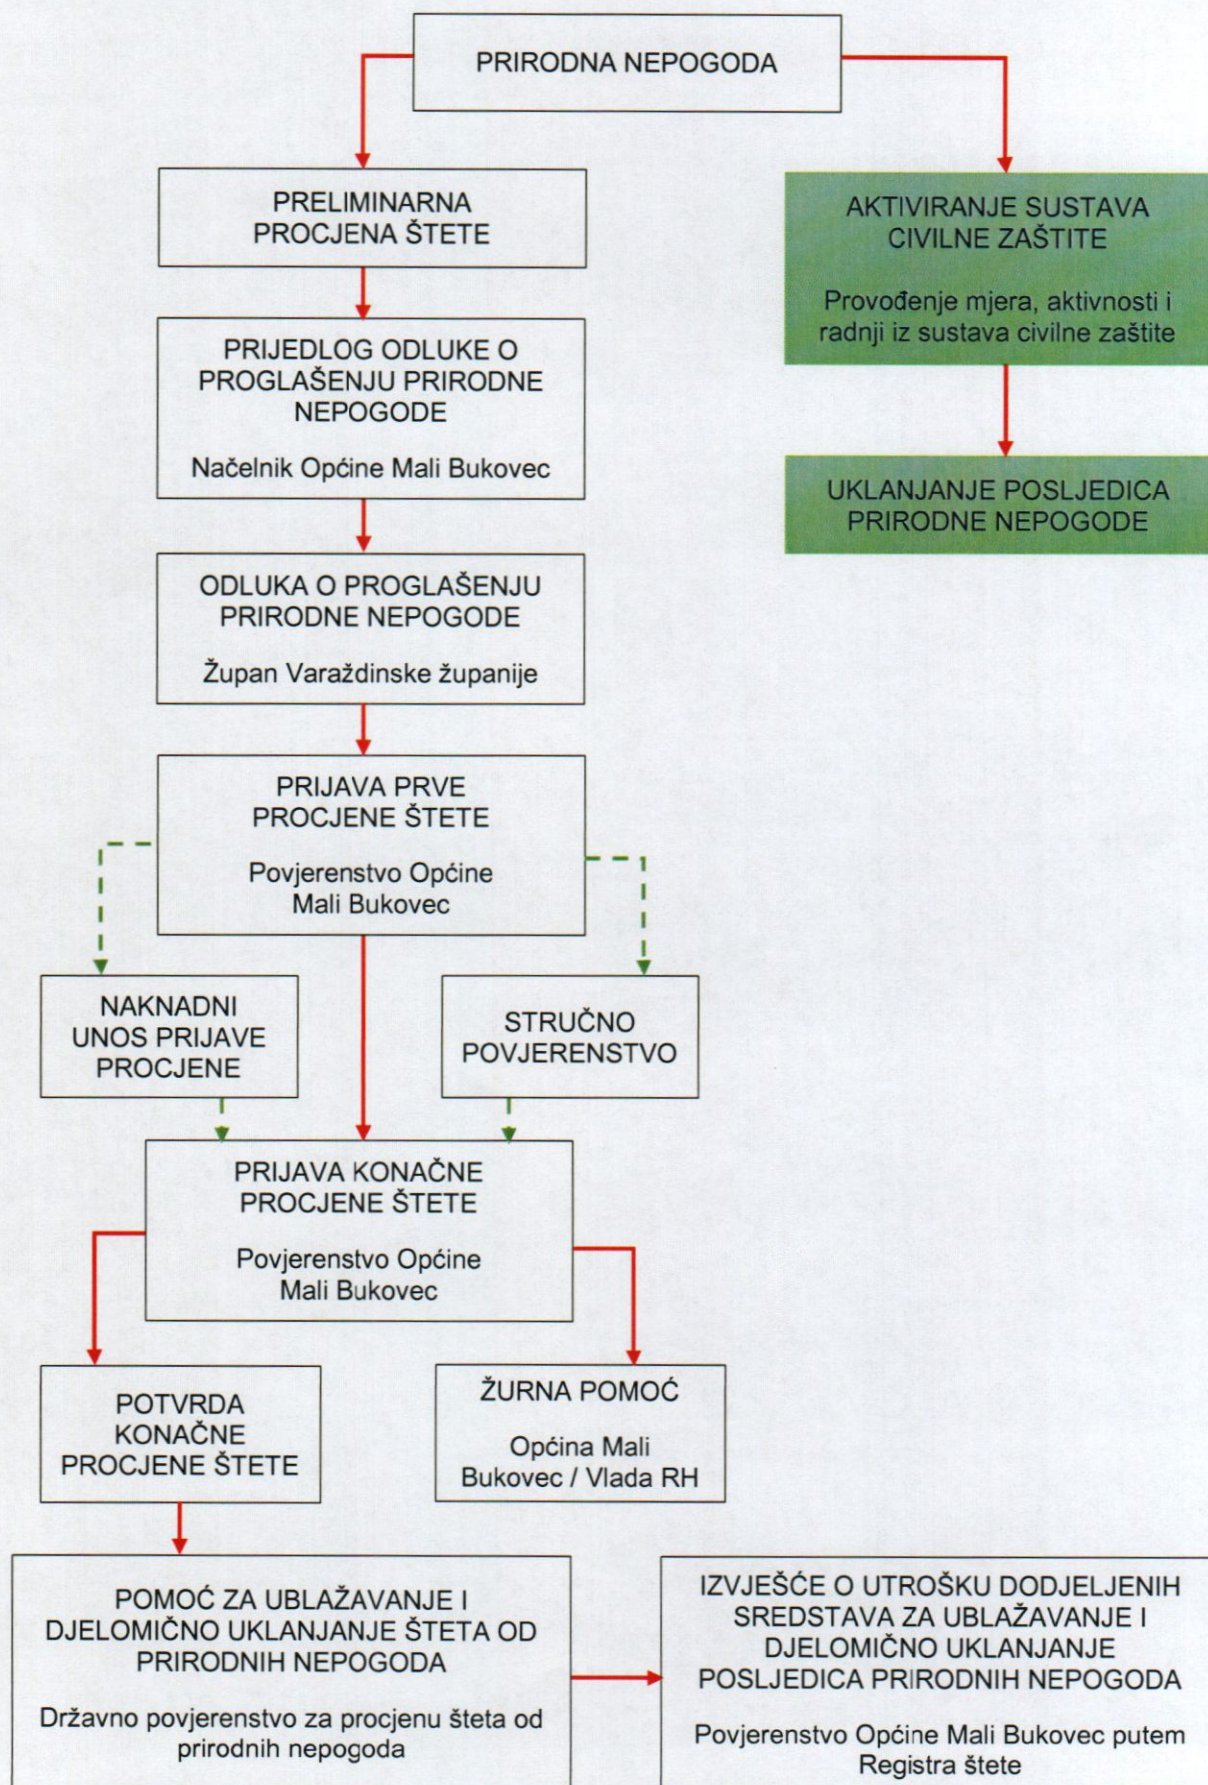 PRIRODNA NEPOGODA
PRELIMINARNA
PROCJENA ŠTETE
AKTIVIRANJE SUSTAVA
CIVILNE ZAŠTITE
Provođenje mjera, aktivnosti i
radnji iz sustava civilne zaštite
PRIJEDLOG ODLUKE O
PROGLAŠENJU PRIRODNE
NEPOGODE
Načelnik Općine Mali Bukovec
UKLANJANJE POSLJEDICA
PRIRODNE NEPOGODE
ODLUKA O PROGLAŠENJU
PRIRODNE NEPOGODE
Župan Varaždinske županije
PRIJAVA PRVE
PROCJENE ŠTETE
Povjerenstvo Općine
Mali Bukovec
NAKNADNI
UNOS PRIJAVE
PROCJENE
STRUČNO
POVJERENSTVO
PRIJAVA KONAČNE
PROCJENE ŠTETE
Povjerenstvo Općine
Mali Bukovec
POTVRDA
KONAČNE
PROCJENE ŠTETE
ŽURNA POMOĆ
Općina Mali
Bukovec / Vlada RH
POMOĆ ZA UBLAŽAVANJE I
DJELOMIČNO UKLANJANJE ŠTETA OD
PRIRODNIH NEPOGODA
Državno povjerenstvo za procjenu šteta od
prirodnih nepogoda
IZVJEŠĆE O UTROŠKU DODJELJENIH
SREDSTAVA ZA UBLAŽAVANJE I
DJELOMIČNO UKLANJANJE
POSLJEDICA PRIRODNIH NEPOGODA
Povjerenstvo Općine Mali Bukovec putem
Registra štete